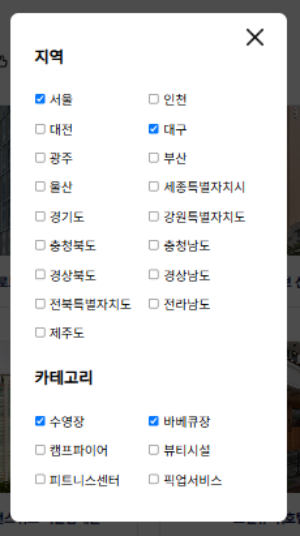 지역
서울 인천
대전 대구
광주 부산
울산 세종특별자치시
경기도 강원특별자치도
충청북도 충청남도
경상북도 경상남도
전북특별자치도 전라남도
제주도
카테고리
수영장 바베큐장
캠프파이어 뷰티시설
피트니스센터 픽업서비스